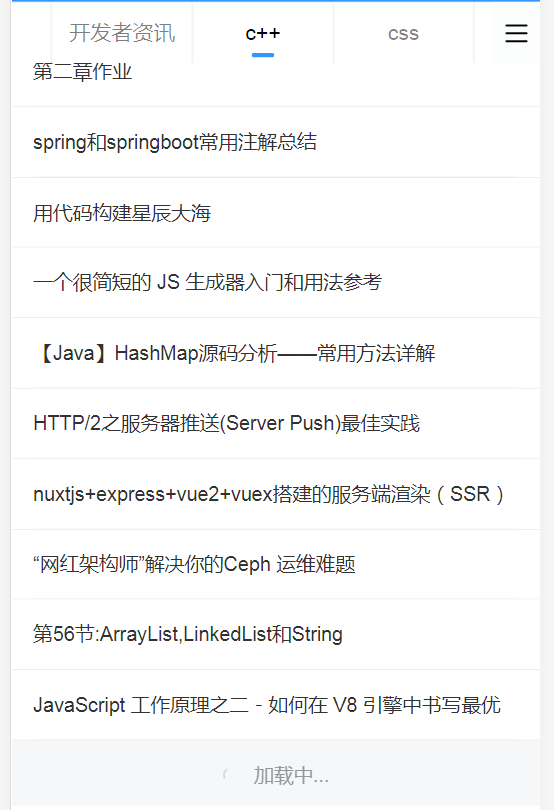 开发者资讯 c++ css
第二章作业
spring和springboot常用注解总结
用代码构建星辰大海
一个很简短的 JS 生成器入门和用法参考
【Java】HashMap源码分析——常用方法详解
HTTP/2之服务器推送(Server Push)最佳实践
nuxtjs+express+vue2+vuex搭建的服务端渲染（SSR）
“网红架构师”解决你的Ceph 运维难题
第56节:ArrayList,LinkedList和String
JavaScript 工作原理之二 - 如何在 V8 引擎中书写最优
加载中...